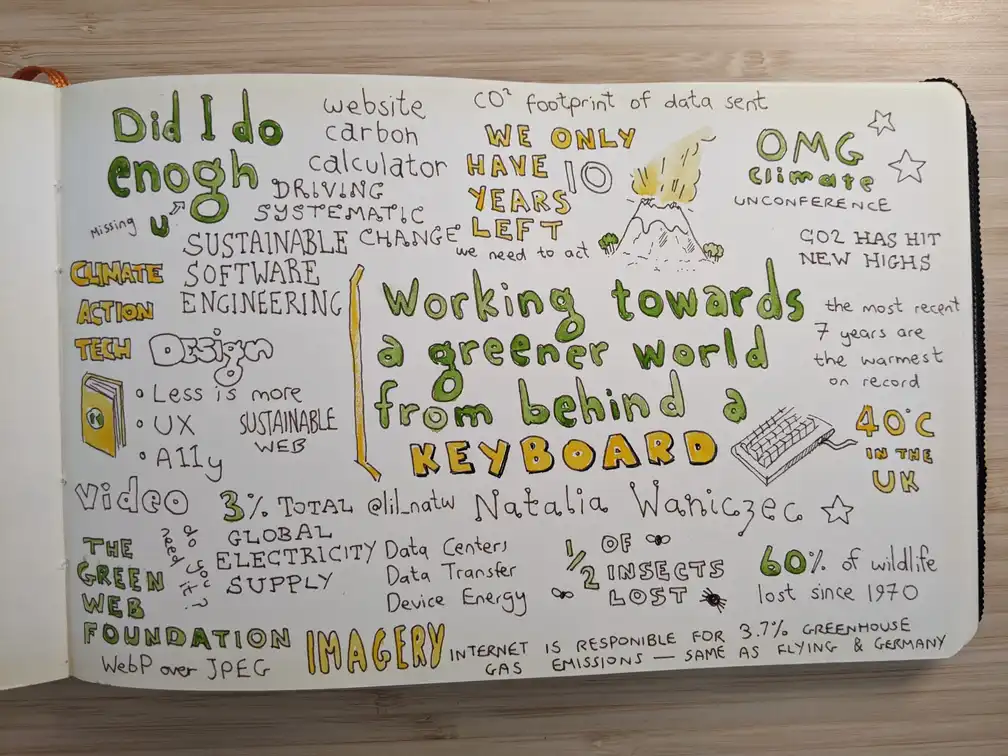 Did I do
enogh
Missing U
website
carbon
calculator
CO² footprint of data sent
WE ONLY
HAVE 10
YEARS
LEFT
we need to act
OMG
Climate
UNCONFERENCE
CO2 HAS HIT
NEW HIGHS
DRIVING
SYSTEMATIC
CHANGE
SUSTAINABLE
SOFTWARE
ENGINEERING
CLIMATE
ACTION
TECH
Design
• Less is more
• UX
• A11y
SUSTAINABLE
WEB
Working towards
a greener world
from behind a
KEYBOARD
the most recent
7 years are
the warmest
on record
40°C
IN THE
UK
Video
do you
need it?
3% TOTAL
GLOBAL
ELECTRICITY
SUPPLY
@lil_natw Natalia Waniczec
THE
GREEN
WEB
FOUNDATION
WebP over JPEG
Data Centers
Data Transfer
Device Energy
1/2 OF
INSECTS
LOST
60% of wildlife
lost since 1970
IMAGERY
INTERNET IS RESPONIBLE FOR 3.7% GREENHOUSE
GAS EMISSIONS — SAME AS FLYING & GERMANY